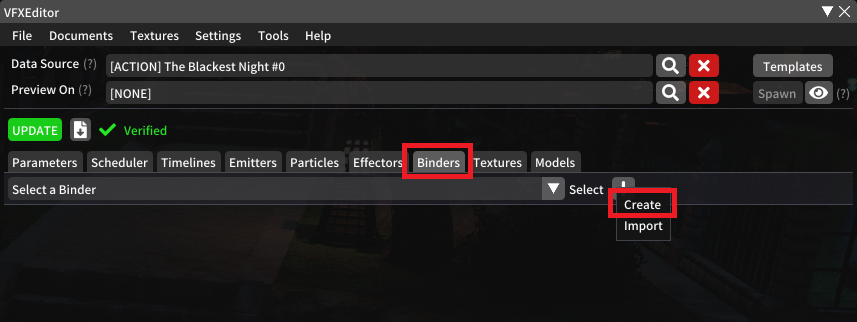 VFXEditor
File Documents Textures Settings Tools Help
Data Source (?) [ACTION] The Blackest Night #0 Templates
Preview On (?) [NONE] Spawn (?)
UPDATE Verified
Parameters Scheduler Timelines Emitters Particles Effectors Binders Textures Models
Select a Binder Select
Create
Import